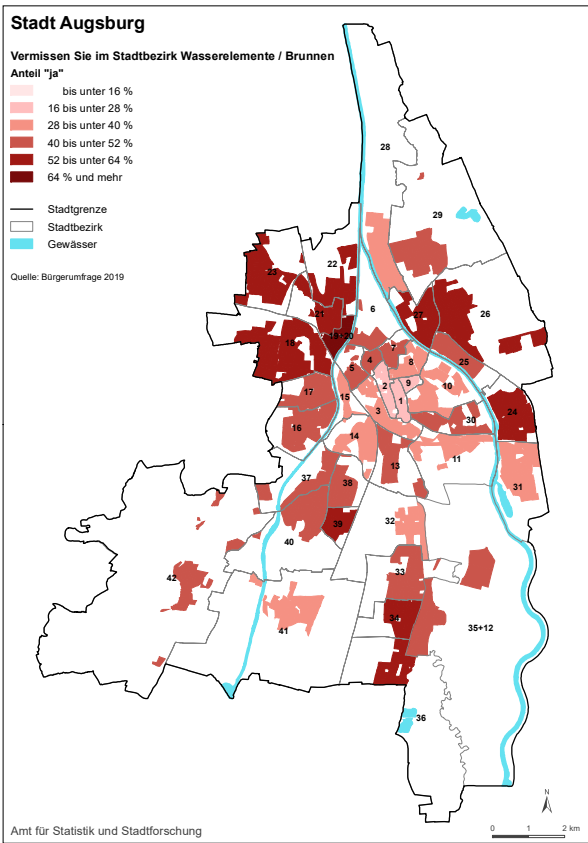 Stadt Augsburg
Vermissen Sie im Stadtbezirk Wasserelemente / Brunnen
Anteil "ja"
bis unter 16 %
16 bis unter 28 %
28 bis unter 40 %
40 bis unter 52 %
52 bis unter 64 %
64 % und mehr
Stadtgrenze
Stadtbezirk
Gewässer
Quelle: Bürgerumfrage 2019
28
29
22
23
6
26
21
27
19
20
18
7
4
8
25
5
2
9
10
17
15
1
24
3
30
16
14
11
13
31
37
38
32
39
40
33
42
34
41
35+12
36
N
0 1 2 km
Amt für Statistik und Stadtforschung